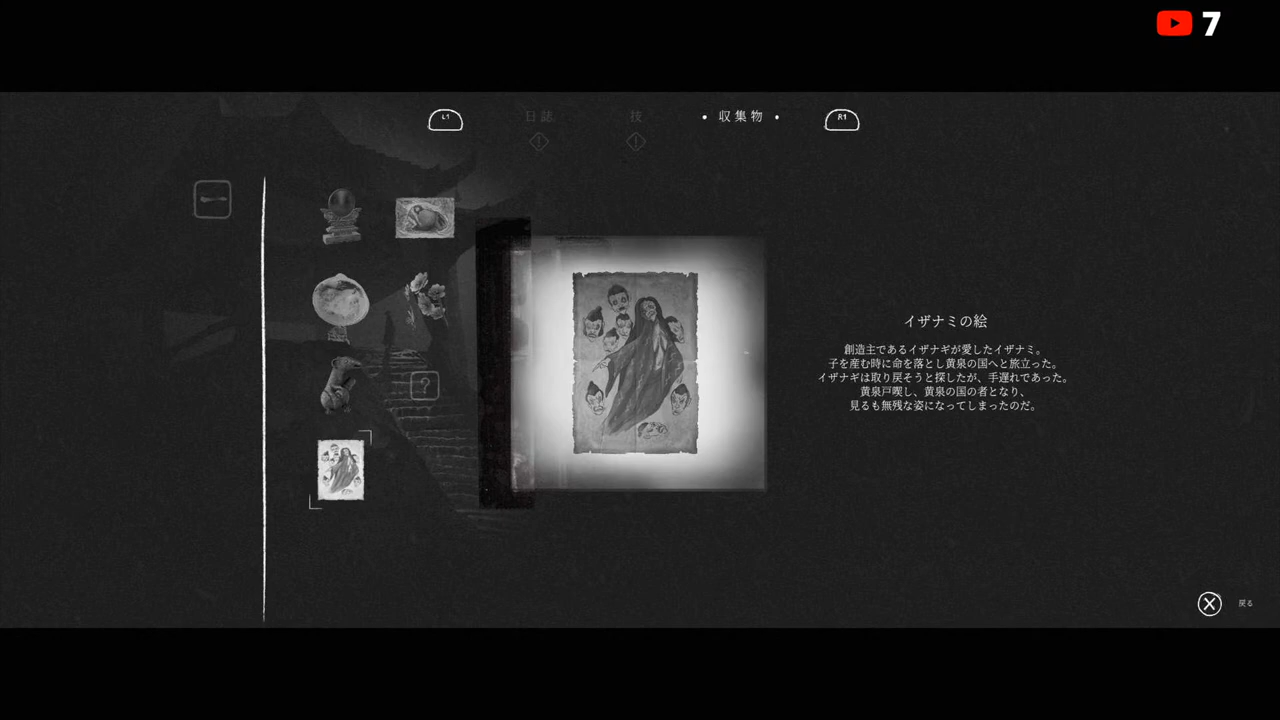 7
L1
日誌
技
• 収集物 •
R1
イザナミの絵
創造主であるイザナギが愛したイザナミ。
子を産む時に命を落とし黄泉の国へと旅立った。
イザナギは取り戻そうと探したが、手遅れであった。
黄泉戸喫し、黄泉の国の者となり、
見るも無残な姿になってしまったのだ。
?
戻る